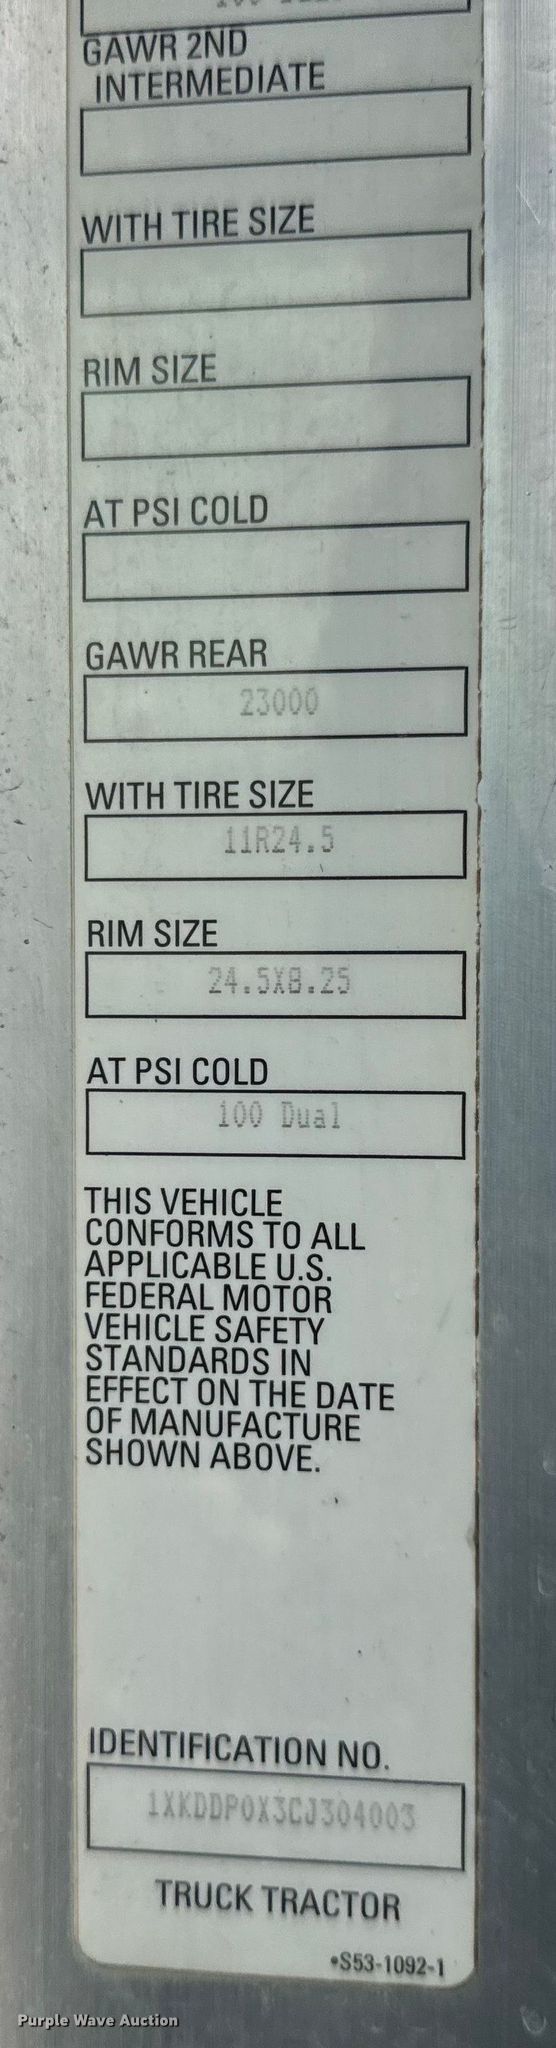 GAWR 2ND
INTERMEDIATE
WITH TIRE SIZE
RIM SIZE
AT PSI COLD
GAWR REAR
23000
WITH TIRE SIZE
11R24.5
RIM SIZE
24.5X8.25
AT PSI COLD
100 Dual
THIS VEHICLE
CONFORMS TO ALL
APPLICABLE U.S.
FEDERAL MOTOR
VEHICLE SAFETY
STANDARDS IN
EFFECT ON THE DATE
OF MANUFACTURE
SHOWN ABOVE.
IDENTIFICATION NO.
1XKDDP0X3CJ304003
TRUCK TRACTOR
•S53-1092-1
Purple Wave Auction